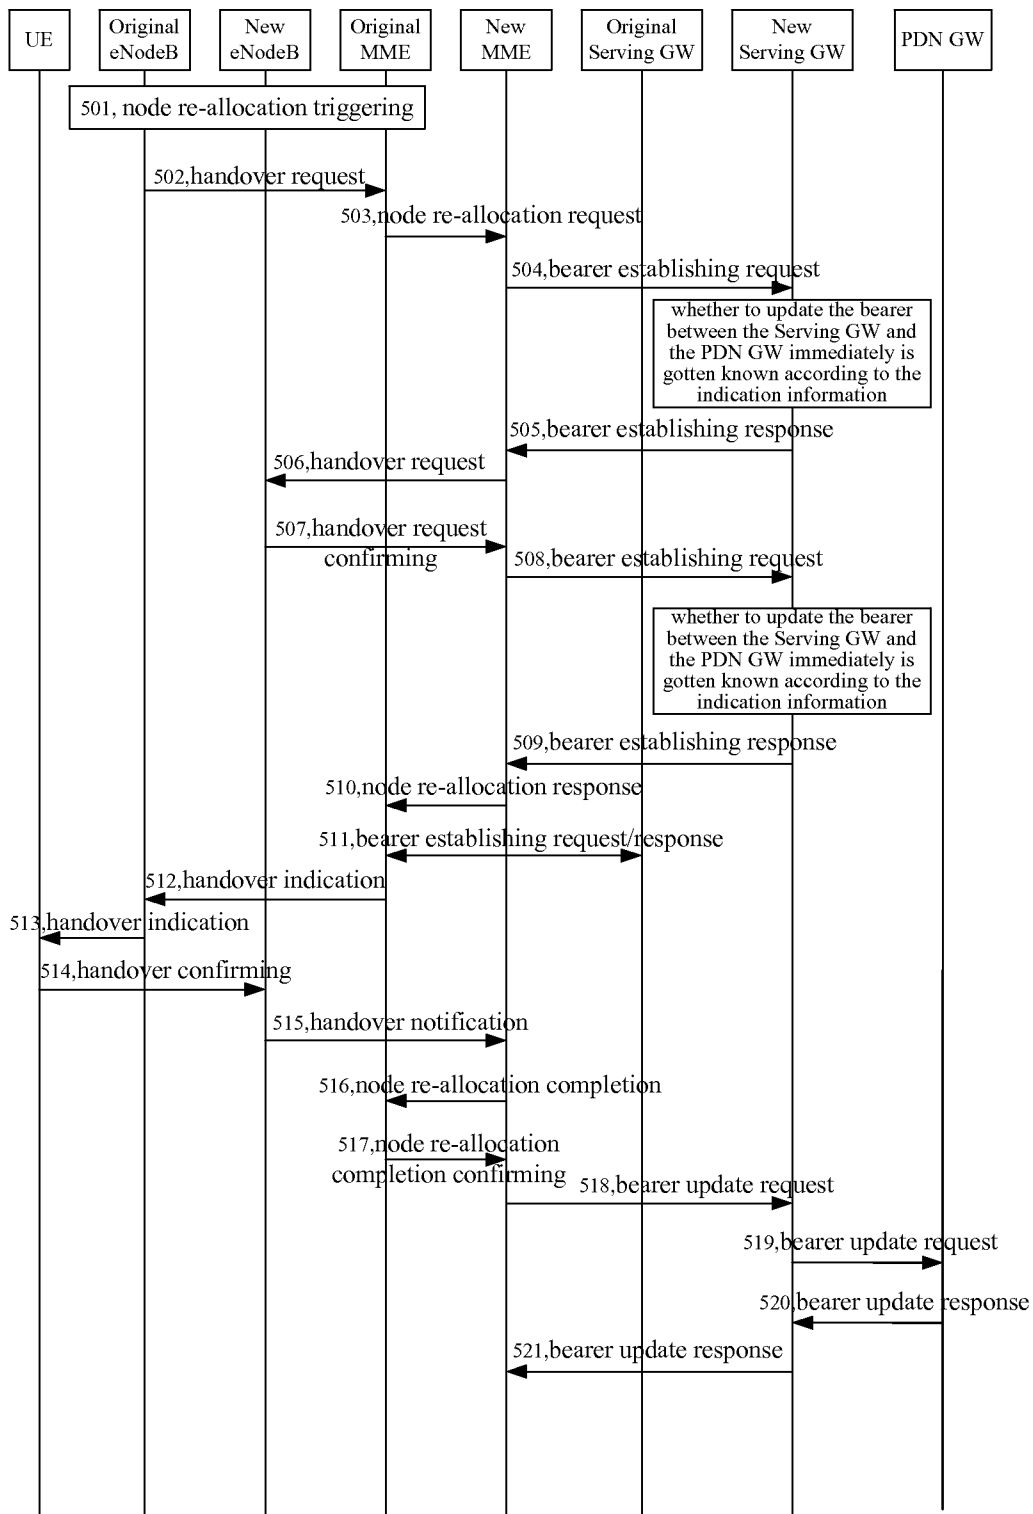 UE
Original
eNodeB
New
eNodeB
Original
MME
New
MME
Original
Serving GW
New
Serving GW
PDN GW
501, node re-allocation triggering
502,handover request
503,node re-allocation request
504,bearer establishing request
whether to update the bearer
between the Serving GW and
the PDN GW immediately is
gotten known according to the
indication information
505,bearer establishing response
506,handover request
507,handover request
confirming
508,bearer establishing request
whether to update the bearer
between the Serving GW and
the PDN GW immediately is
gotten known according to the
indication information
509,bearer establishing response
510,node re-allocation response
511,bearer establishing request/response
512,handover indication
513,handover indication
514,handover confirming
515,handover notification
516,node re-allocation completion
517,node re-allocation
completion confirming
518,bearer update request
519,bearer update request
520,bearer update response
521,bearer update response